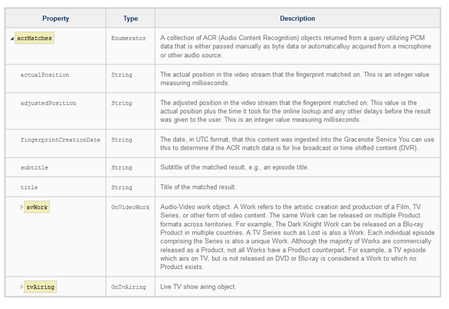 Property Type Description
acrMatches Enumerator A collection of ACR (Audio Content Recognition) objects returned from a query utilizing PCM
data that is either passed manually as byte data or automaticalluy acquired from a microphone
or other audio source.
actualPosition String The actual position in the video stream that the fingerprint matched on. This is an integer value
measuring milliseconds.
adjustedPosition String The adjusted position in the video stream that the fingerprint matched on. This value is the
actual position plus the time it took for the online lookup and any other delays before the result
was given to the user. This is an integer value measuring milliseconds.
fingerprintCreationDate String The date, in UTC format, that this content was ingested into the Gracenote Service You can use
this to determine if the ACR match data is for live broadcast or time shifted content (DVR).
subtitle String Subtitle of the matched result, e.g., an episode title.
title String Title of the matched result.
avWork GnVideoWork Audio-Video work object. A Work refers to the artistic creation and production of a Film, TV
Series, or other form of video content. The same Work can be released on multiple Product
formats across territories. For example, The Dark Knight Work can be released on a Blu-ray
Product in multiple countries. A TV Series such as Lost is also a Work. Each individual episode
comprising the Series is also a unique Work. Although the majority of Works are commercially
released as a Product, not all Works have a Product counterpart. For example, a TV episode
which airs on TV, but is not released on DVD or Blu-ray is considered a Work to which no
Product exists.
tvAiring GnTvAiring Live TV show airing object.